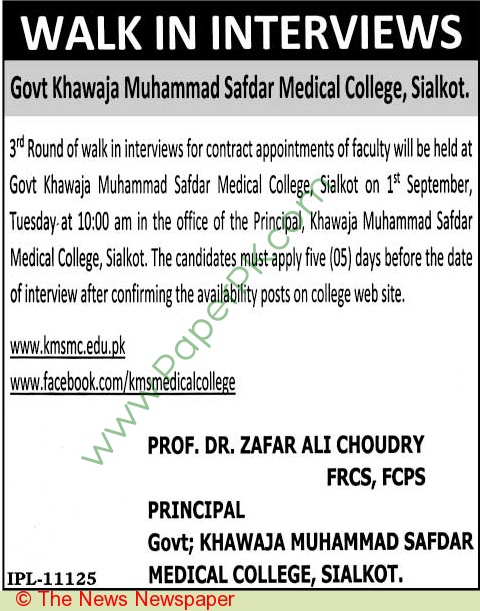 WALK IN INTERVIEWS
Govt Khawaja Muhammad Safdar Medical College, Sialkot.
3rd Round of walk in interviews for contract appointments of faculty will be held at
Govt Khawaja Muhammad Safdar Medical College, Sialkot on 1st September,
Tuesday at 10:00 am in the office of the Principal, Khawaja Muhammad Safdar
Medical College, Sialkot. The candidates must apply five (05) days before the date
of interview after confirming the availability posts on college web site.
www.kmsmc.edu.pk
www.facebook.com/kmsmedicalcollege
www.PaperPk.com
PROF. DR. ZAFAR ALI CHOUDRY
FRCS, FCPS
PRINCIPAL
Govt; KHAWAJA MUHAMMAD SAFDAR
MEDICAL COLLEGE, SIALKOT.
IPL-11125
© The News Newspaper